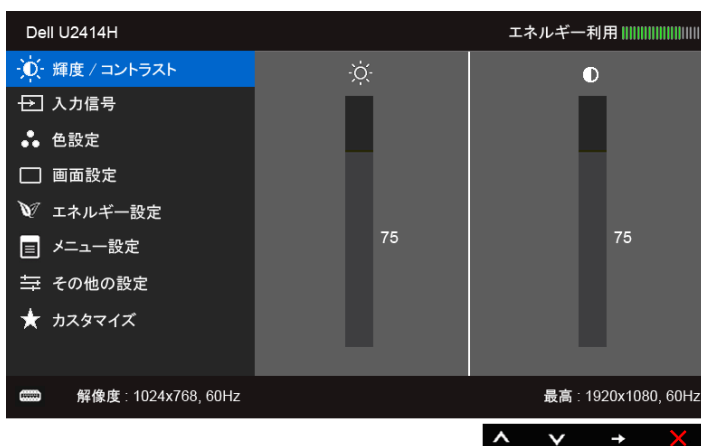 Dell U2414H
エネルギー利用
輝度 / コントラスト
入力信号
色設定
画面設定
エネルギー設定
メニュー設定
その他の設定
カスタマイズ
75
75
解像度 : 1024x768, 60Hz
最高 : 1920x1080, 60Hz